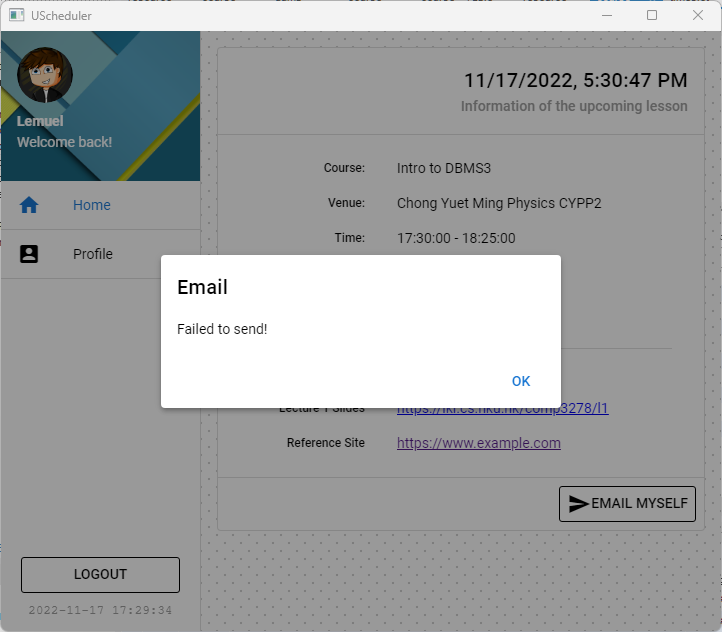 UScheduler
Lemuel
Welcome back!
Home
Profile
LOGOUT
2022-11-17 17:29:34
11/17/2022, 5:30:47 PM
Information of the upcoming lesson
Course: Intro to DBMS3
Venue: Chong Yuet Ming Physics CYPP2
Time: 17:30:00 - 18:25:00
Email
Failed to send!
OK
Lecture 1 Slides https://iki.cs.hku.hk/comp3278/l1
Reference Site https://www.example.com
EMAIL MYSELF